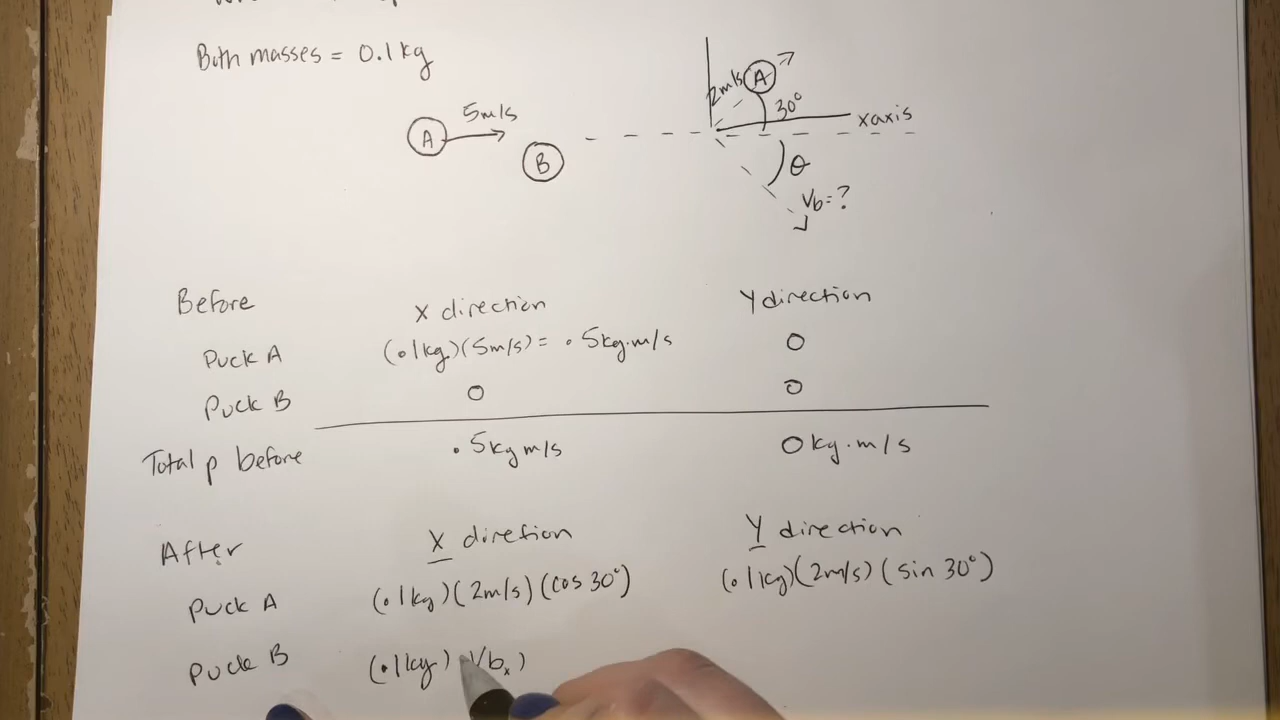 Both masses = 0.1kg
5m/s
A
B
2m/s
A
30°
x axis
θ
Vb=?
Before X direction Y direction
Puck A (.1kg)(5m/s)= .5kg.m/s 0
Puck B 0 0
Total p before .5kg m/s 0kg.m/s
After X diretion Y direction
Puck A (.1kg)(2m/s)(cos 30°) (.1kg)(2m/s)(sin 30°)
Puck B (.1kg) Vbx)